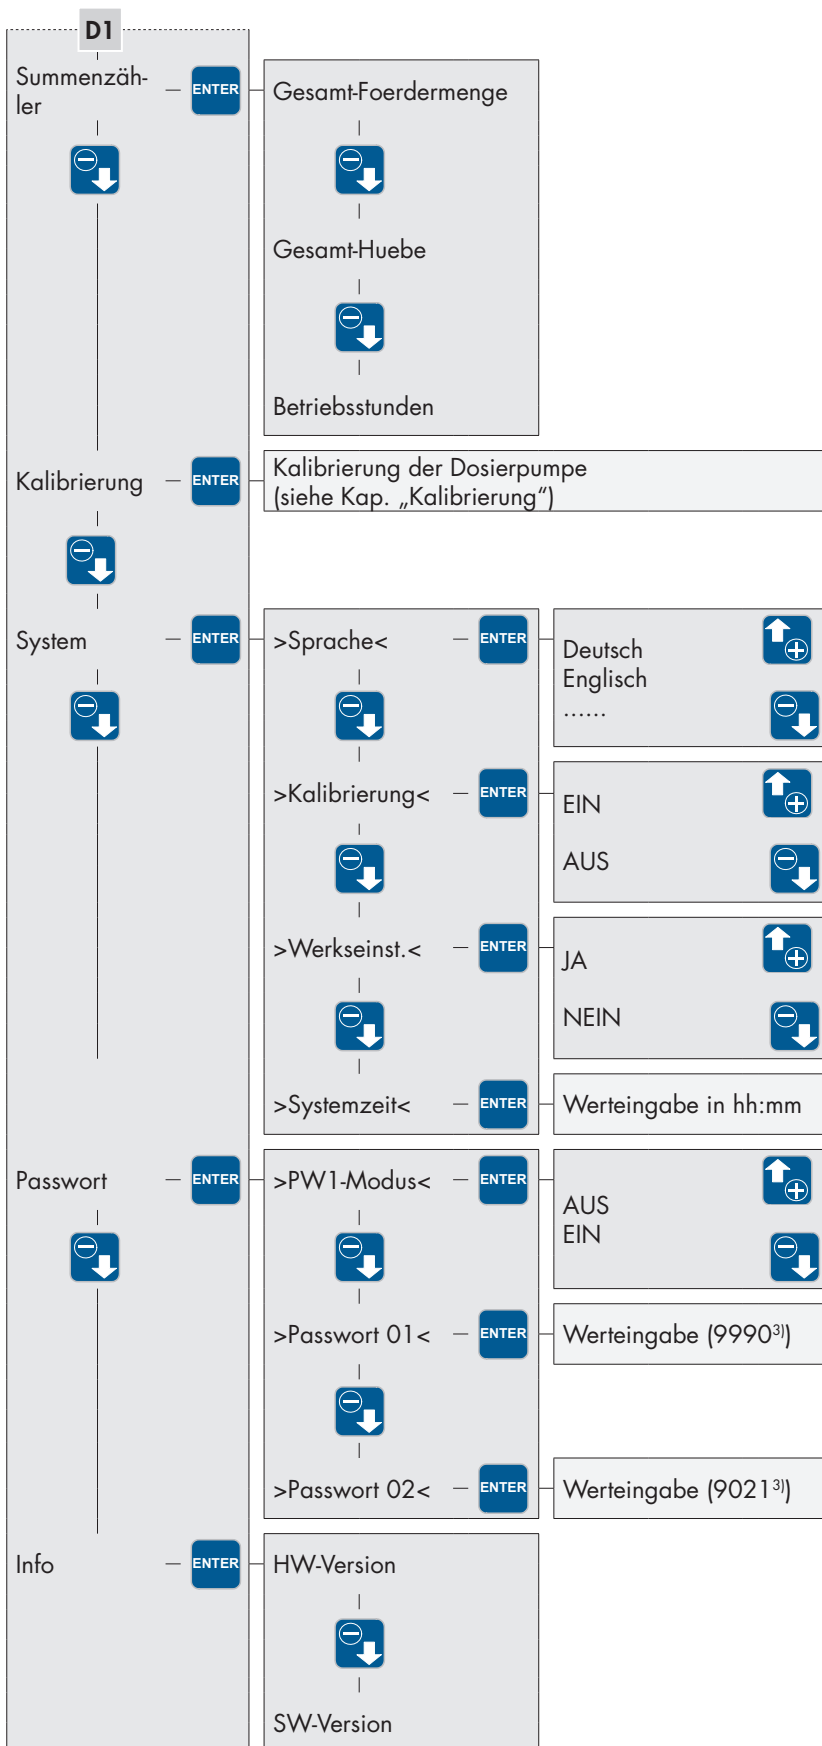 D1
Summenzäh-
ler
ENTER
Gesamt-Foerdermenge
Gesamt-Huebe
Betriebsstunden
Kalibrierung
ENTER
Kalibrierung der Dosierpumpe
(siehe Kap. „Kalibrierung“)
System
ENTER
>Sprache<
ENTER
Deutsch
Englisch
......
>Kalibrierung<
ENTER
EIN
AUS
>Werkseinst.<
ENTER
JA
NEIN
>Systemzeit<
ENTER
Werteingabe in hh:mm
Passwort
ENTER
>PW1-Modus<
ENTER
AUS
EIN
>Passwort 01<
ENTER
Werteingabe (9990³⁾)
>Passwort 02<
ENTER
Werteingabe (9021³⁾)
Info
ENTER
HW-Version
SW-Version